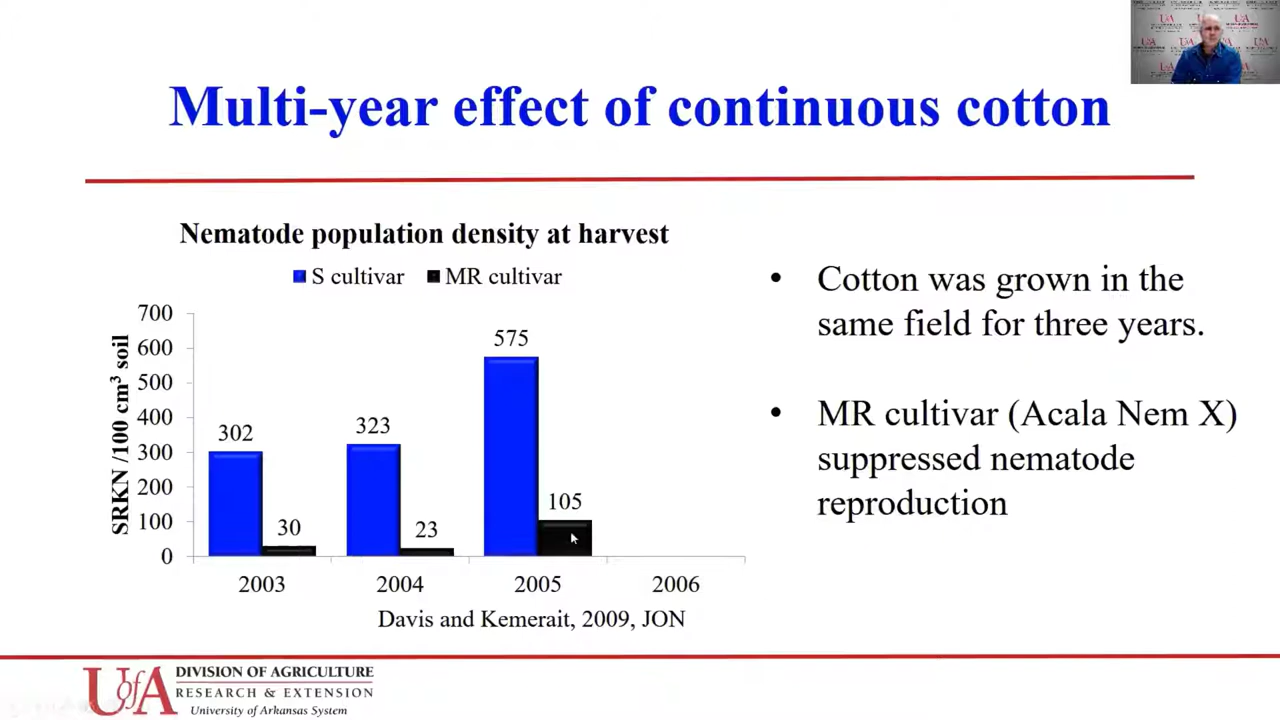 Multi-year effect of continuous cotton
Nematode population density at harvest
S cultivar MR cultivar
SRKN /100 cm³ soil
700
600
500
400
300
200
100
0
302
30
323
23
575
105
2003 2004 2005 2006
Davis and Kemerait, 2009, JON
• Cotton was grown in the
same field for three years.
• MR cultivar (Acala Nem X)
suppressed nematode
reproduction
UofA
DIVISION OF AGRICULTURE
RESEARCH & EXTENSION
University of Arkansas System